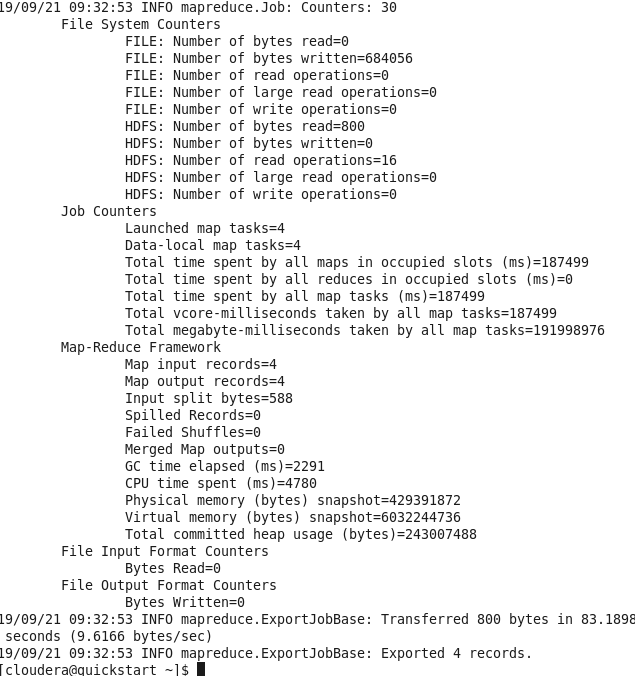 19/09/21 09:32:53 INFO mapreduce.Job: Counters: 30
File System Counters
FILE: Number of bytes read=0
FILE: Number of bytes written=684056
FILE: Number of read operations=0
FILE: Number of large read operations=0
FILE: Number of write operations=0
HDFS: Number of bytes read=800
HDFS: Number of bytes written=0
HDFS: Number of read operations=16
HDFS: Number of large read operations=0
HDFS: Number of write operations=0
Job Counters
Launched map tasks=4
Data-local map tasks=4
Total time spent by all maps in occupied slots (ms)=187499
Total time spent by all reduces in occupied slots (ms)=0
Total time spent by all map tasks (ms)=187499
Total vcore-milliseconds taken by all map tasks=187499
Total megabyte-milliseconds taken by all map tasks=191998976
Map-Reduce Framework
Map input records=4
Map output records=4
Input split bytes=588
Spilled Records=0
Failed Shuffles=0
Merged Map outputs=0
GC time elapsed (ms)=2291
CPU time spent (ms)=4780
Physical memory (bytes) snapshot=429391872
Virtual memory (bytes) snapshot=6032244736
Total committed heap usage (bytes)=243007488
File Input Format Counters
Bytes Read=0
File Output Format Counters
Bytes Written=0
19/09/21 09:32:53 INFO mapreduce.ExportJobBase: Transferred 800 bytes in 83.1898
seconds (9.6166 bytes/sec)
19/09/21 09:32:53 INFO mapreduce.ExportJobBase: Exported 4 records.
[cloudera@quickstart ~]$